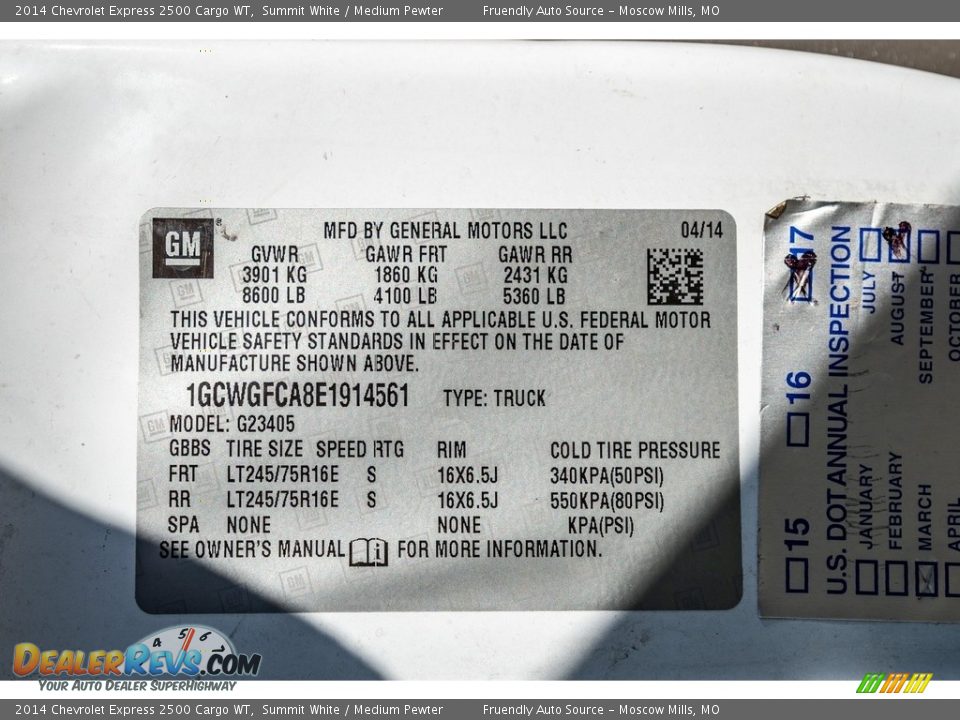 2014 Chevrolet Express 2500 Cargo WT, Summit White / Medium Pewter Fruendly Auto Source - Moscow Mills, MO
GM
MFD BY GENERAL MOTORS LLC 04/14
GVWR GAWR FRT GAWR RR
3901 KG 1860 KG 2431 KG
8600 LB 4100 LB 5360 LB
THIS VEHICLE CONFORMS TO ALL APPLICABLE U.S. FEDERAL MOTOR
VEHICLE SAFETY STANDARDS IN EFFECT ON THE DATE OF
MANUFACTURE SHOWN ABOVE.
1GCWGFCA8E1914561 TYPE: TRUCK
MODEL: G23405
GBBS TIRE SIZE SPEED RTG RIM COLD TIRE PRESSURE
FRT LT245/75R16E S 16X6.5J 340KPA(50PSI)
RR LT245/75R16E S 16X6.5J 550KPA(80PSI)
SPA NONE NONE KPA(PSI)
SEE OWNER'S MANUAL i FOR MORE INFORMATION.
15 16 17
U.S. DOT ANNUAL INSPECTION
JANUARY JULY
FEBRUARY AUGUST
MARCH SEPTEMBER
APRIL OCTOBER
4 5 6
DEALERREVS.COM
YOUR AUTO DEALER SUPERHIGHWAY
2014 Chevrolet Express 2500 Cargo WT, Summit White / Medium Pewter Fruendly Auto Source - Moscow Mills, MO